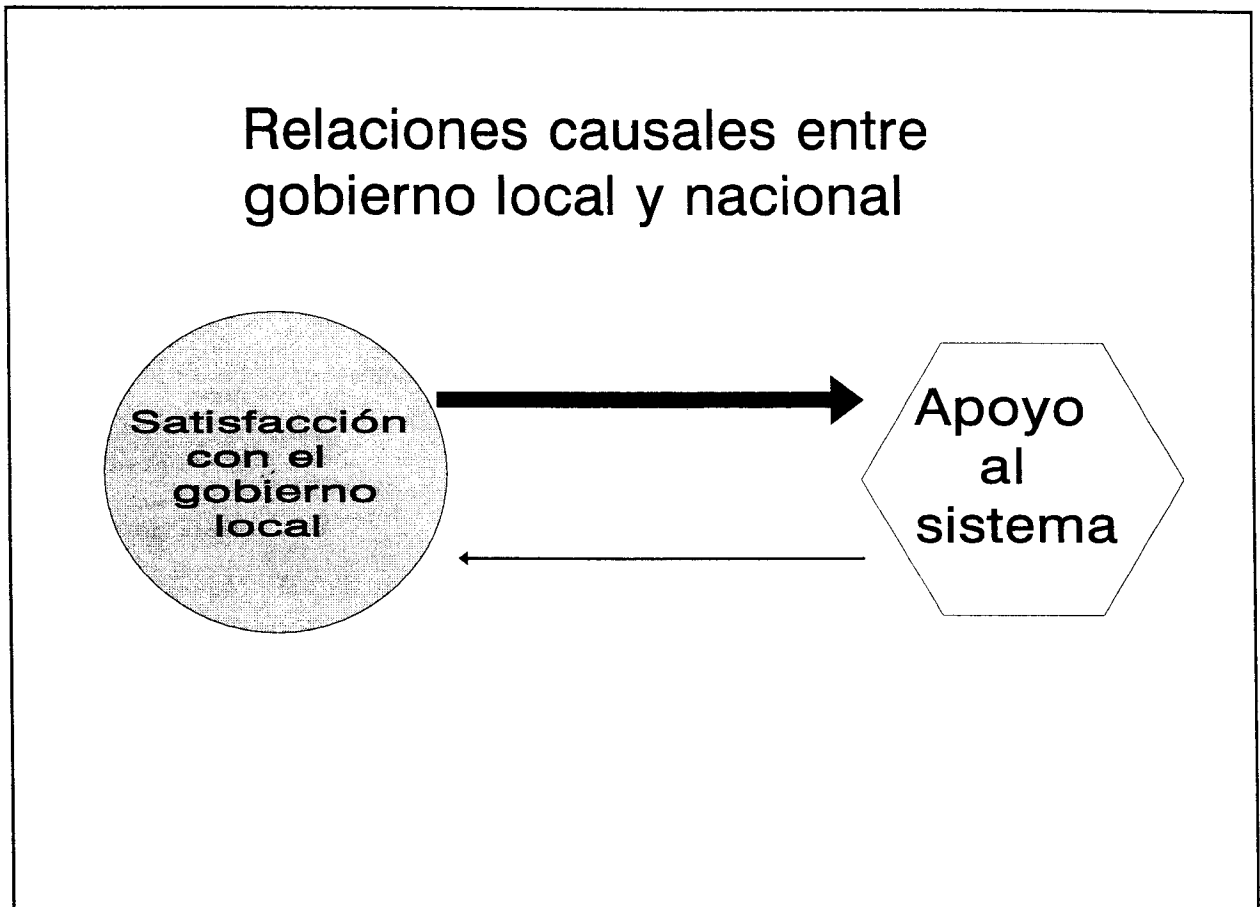 Relaciones causales entre
gobierno local y nacional
Satisfacción
con el
gobierno
local
Apoyo
al
sistema